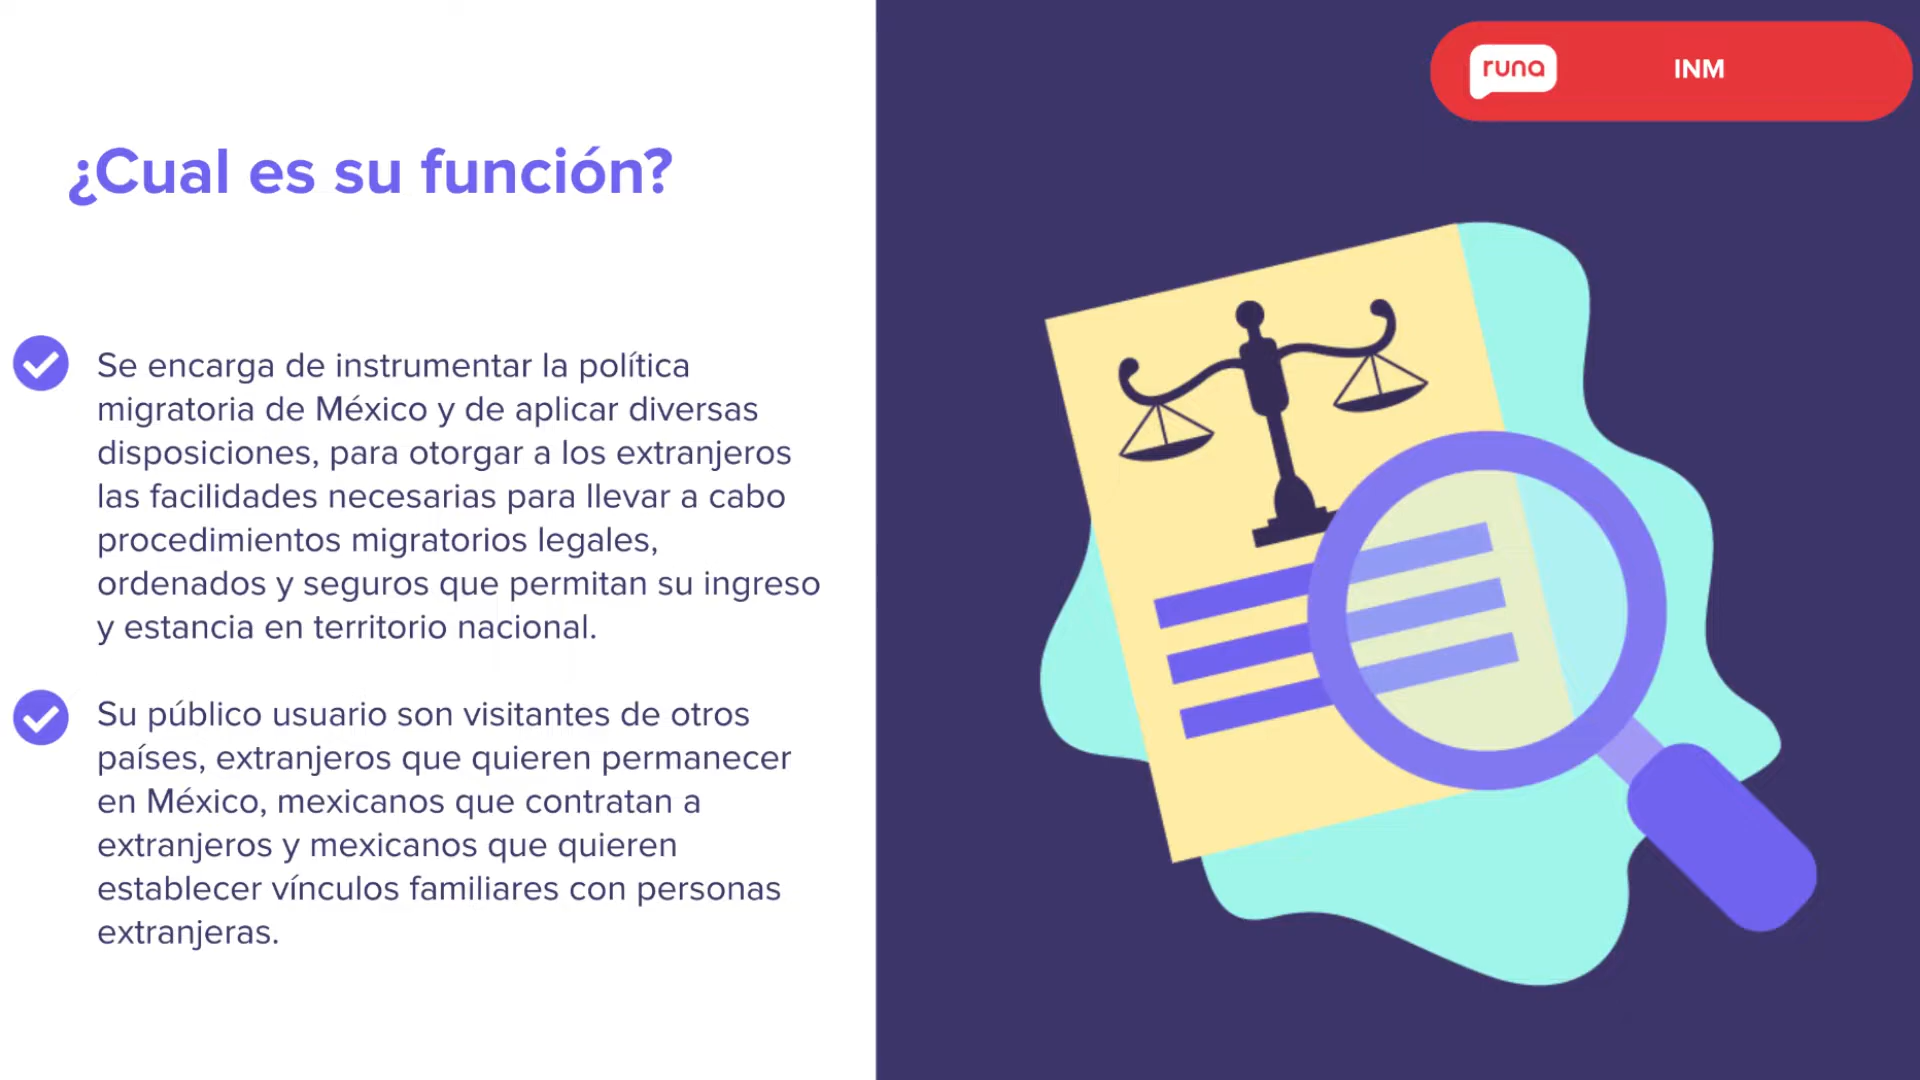 runa
INM
¿Cual es su función?
Se encarga de instrumentar la política
migratoria de México y de aplicar diversas
disposiciones, para otorgar a los extranjeros
las facilidades necesarias para llevar a cabo
procedimientos migratorios legales,
ordenados y seguros que permitan su ingreso
y estancia en territorio nacional.
Su público usuario son visitantes de otros
países, extranjeros que quieren permanecer
en México, mexicanos que contratan a
extranjeros y mexicanos que quieren
establecer vínculos familiares con personas
extranjeras.